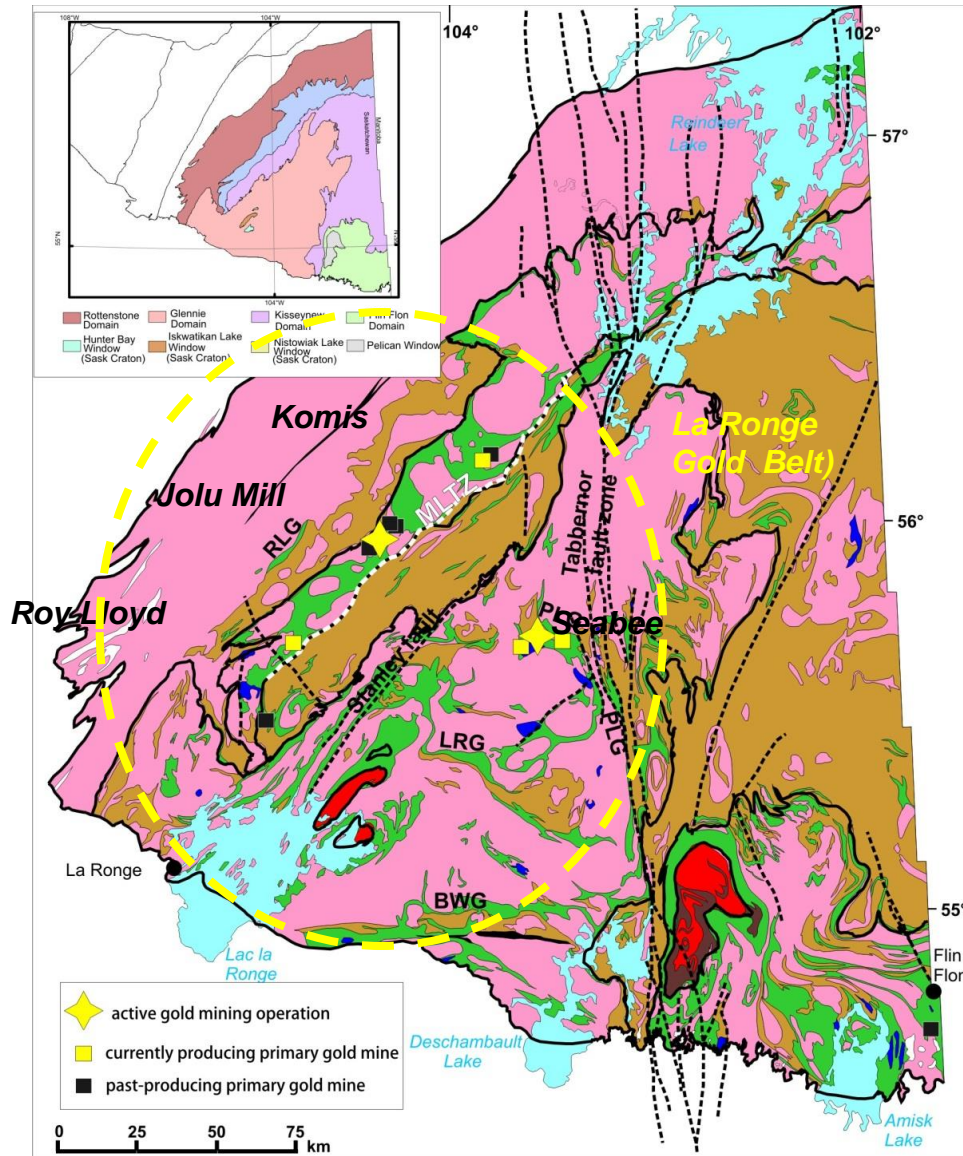 108°W
104°W
Manitoba
Saskatchewan
55°N
104°W
Rottenstone
Domain
Glennie
Domain
Kisseynew
Domain
Flin Flon
Domain
Hunter Bay
Window
(Sask Craton)
Iskwatikan Lake
Window
(Sask Craton)
Nistowiak Lake
Window
(Sask Craton)
Pelican Window
104°
102°
Reindeer
Lake
57°
Komis
La Ronge
Gold Belt)
Jolu Mill
MLTZ
RLG
56°
Tabbernor
fault zone
Roy Lloyd
Seabee
Stanley fault
PLG
LRG
La Ronge
BWG
55°
Lac la
Ronge
Flin
Flon
Deschambault
Lake
Amisk
Lake
active gold mining operation
currently producing primary gold mine
past-producing primary gold mine
0 25 50 75
km